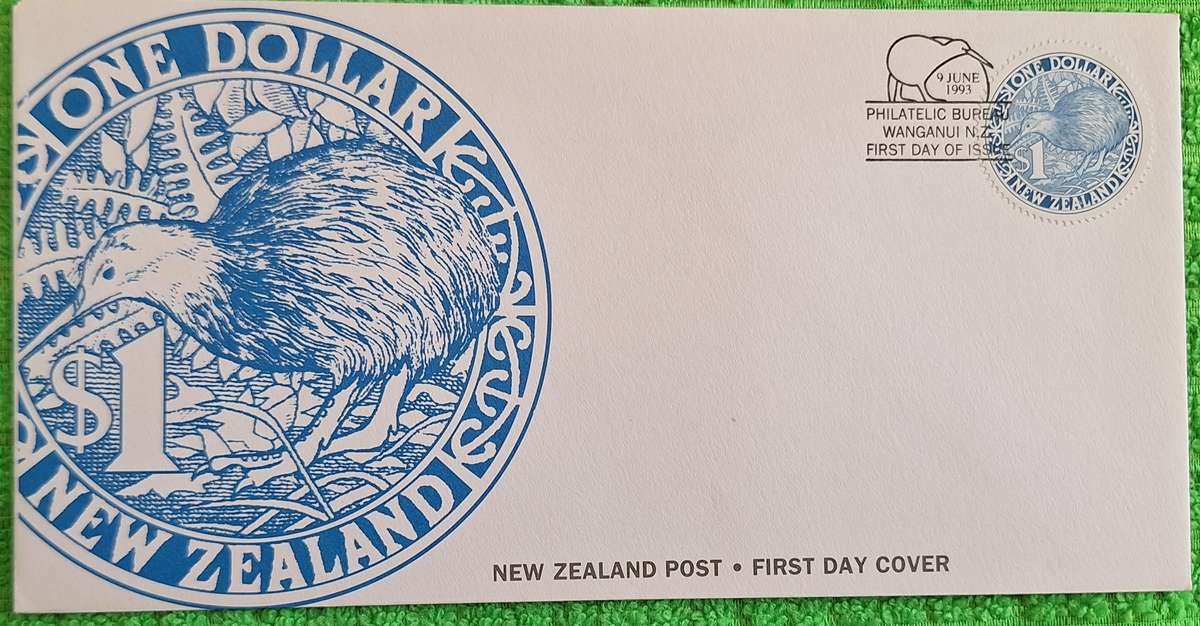 ONE DOLLAR
$1
NEW ZEALAND
9 JUNE
1993
PHILATELIC BUREAU
WANGANUI N.Z.
FIRST DAY OF ISSUE
ONE DOLLAR
$1
NEW ZEALAND
NEW ZEALAND POST • FIRST DAY COVER